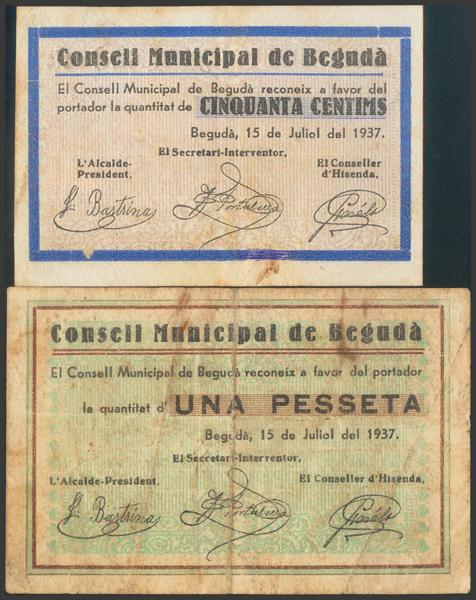 Consell Municipal de Begudà
El Consell Municipal de Begudà reconeix a favor del
portador la quantitat de CINQUANTA CENTIMS
Begudà, 15 de Juliol del 1937.
El Secretari-Interventor,
L'Alcalde- El Conseller
President, d'Hisenda,
Bastrina
Consell Municipal de Begudà
El Consell Municipal de Begudà reconeix a favor del portador
la quantitat d' UNA PESSETA
Begudà, 15 de Juliol del 1937.
El Secretari-Interventor,
L'Alcalde-President, El Conseller d'Hisenda,
Bastrina